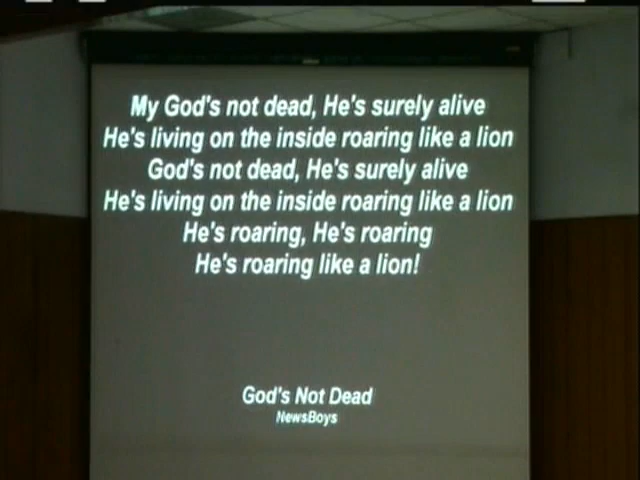 My God's not dead, He's surely alive
He's living on the inside roaring like a lion
God's not dead, He's surely alive
He's living on the inside roaring like a lion
He's roaring, He's roaring
He's roaring like a lion!
God's Not Dead
NewsBoys